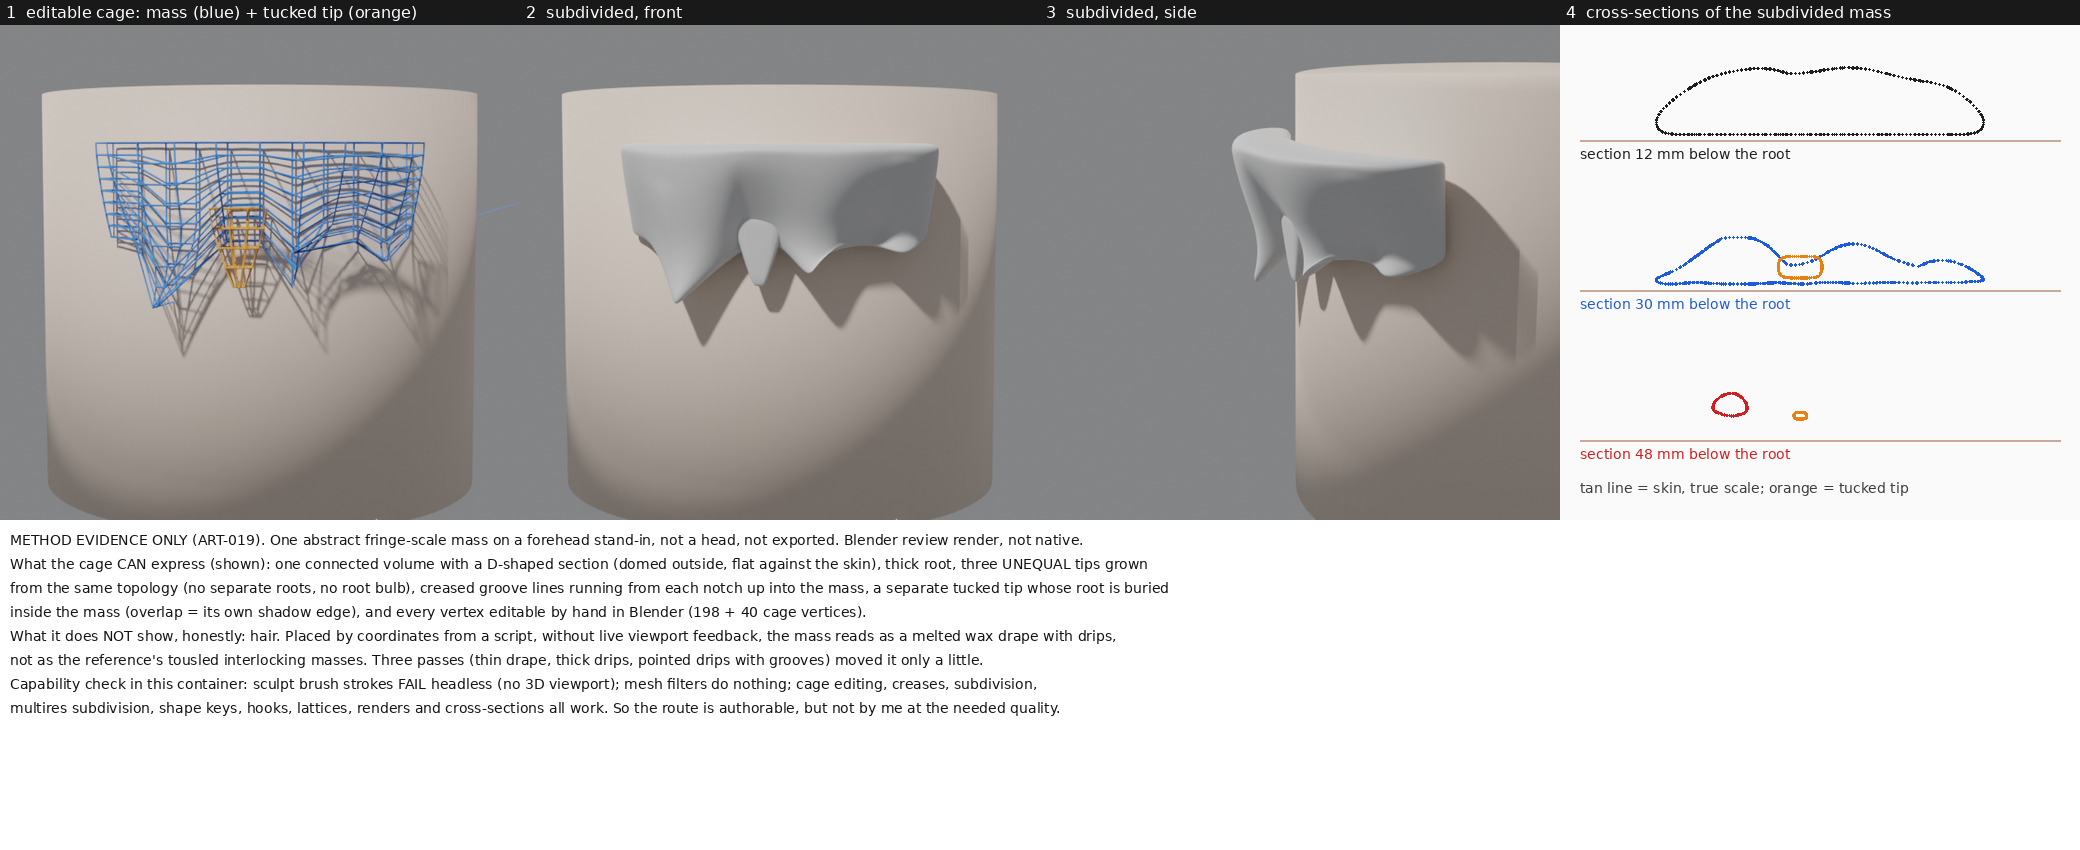 1  editable cage: mass (blue) + tucked tip (orange)
2  subdivided, front
3  subdivided, side
4  cross-sections of the subdivided mass
section 12 mm below the root
section 30 mm below the root
section 48 mm below the root
tan line = skin, true scale; orange = tucked tip
METHOD EVIDENCE ONLY (ART-019). One abstract fringe-scale mass on a forehead stand-in, not a head, not exported. Blender review render, not native.
What the cage CAN express (shown): one connected volume with a D-shaped section (domed outside, flat against the skin), thick root, three UNEQUAL tips grown
from the same topology (no separate roots, no root bulb), creased groove lines running from each notch up into the mass, a separate tucked tip whose root is buried
inside the mass (overlap = its own shadow edge), and every vertex editable by hand in Blender (198 + 40 cage vertices).
What it does NOT show, honestly: hair. Placed by coordinates from a script, without live viewport feedback, the mass reads as a melted wax drape with drips,
not as the reference's tousled interlocking masses. Three passes (thin drape, thick drips, pointed drips with grooves) moved it only a little.
Capability check in this container: sculpt brush strokes FAIL headless (no 3D viewport); mesh filters do nothing; cage editing, creases, subdivision,
multires subdivision, shape keys, hooks, lattices, renders and cross-sections all work. So the route is authorable, but not by me at the needed quality.